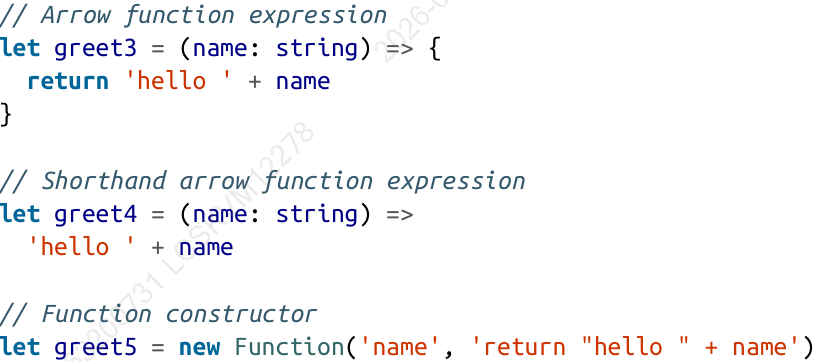 // Arrow function expression
let greet3 = (name: string) => {
  return 'hello ' + name
}
// Shorthand arrow function expression
let greet4 = (name: string) =>
  'hello ' + name
// Function constructor
let greet5 = new Function('name', 'return "hello " + name')